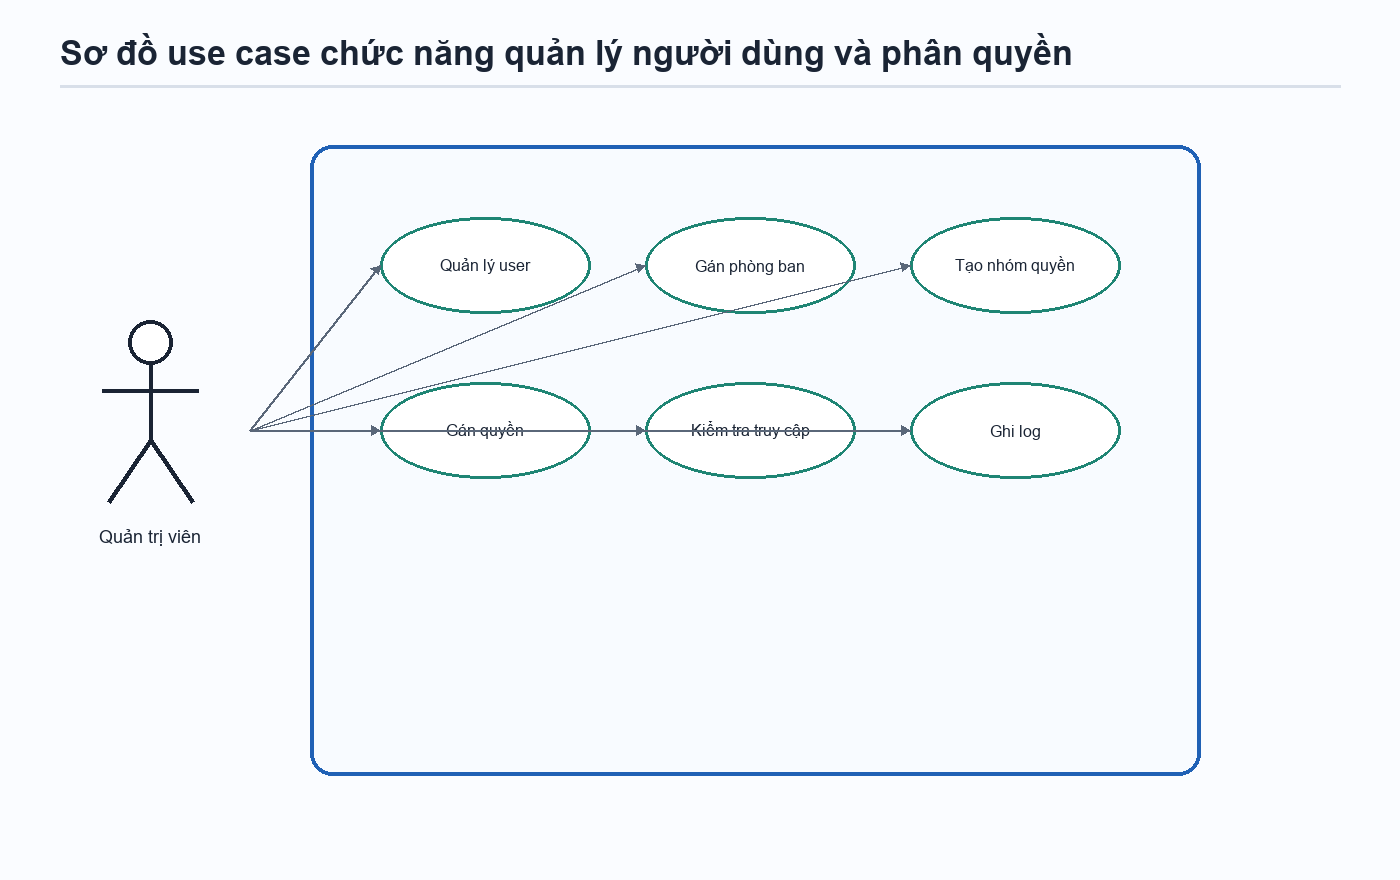 Sơ đồ use case chức năng quản lý người dùng và phân quyền
Quản lý user
Gán phòng ban
Tạo nhóm quyền
Gán quyền
Kiểm tra truy cập
Ghi log
Quản trị viên